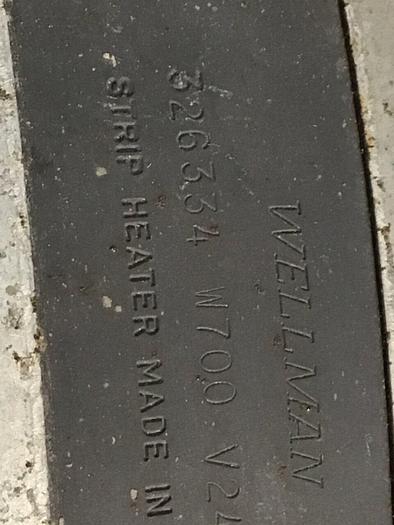 WELLMAN
326334 W700 V24
STRIP HEATER MADE IN